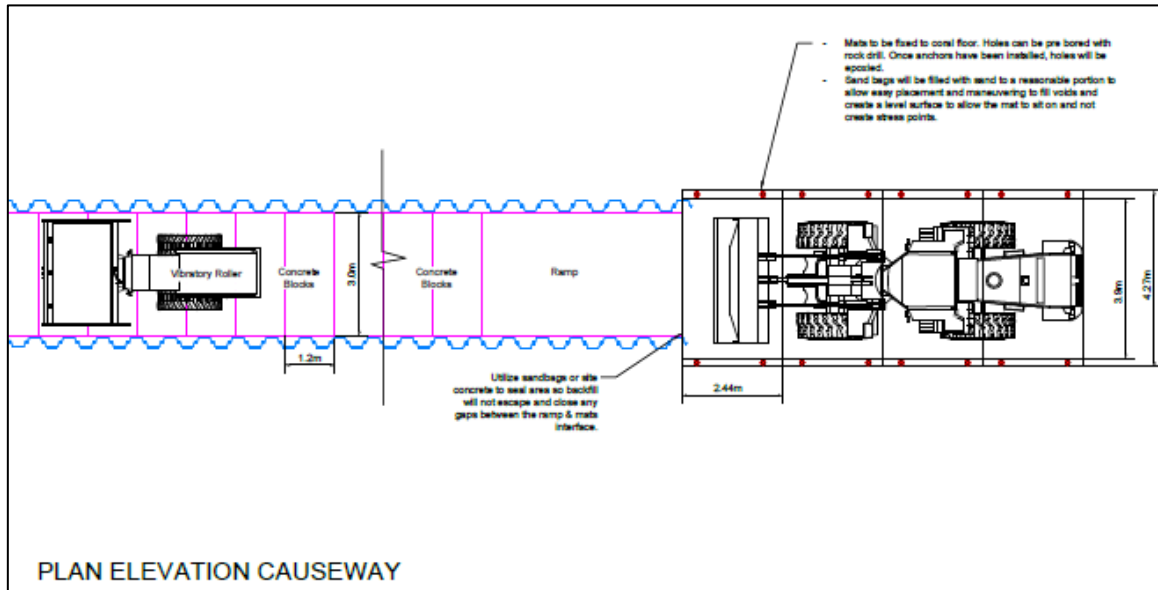 - Mats to be fixed to coral floor. Holes can be pre bored with
rock drill. Once anchors have been installed, holes will be
epoxied.
- Sand bags will be filled with sand to a reasonable portion to
allow easy placement and maneuvering to fill voids and
create a level surface to allow the mat to sit on and not
create stress points.
Vibratory Roller
Concrete
Blocks
3.0m
Concrete
Blocks
Ramp
3.9m
4.27m
1.2m
2.44m
Utilize sandbags or site
concrete to seal area so backfill
will not escape and close any
gaps between the ramp & mats
interface.
PLAN ELEVATION CAUSEWAY